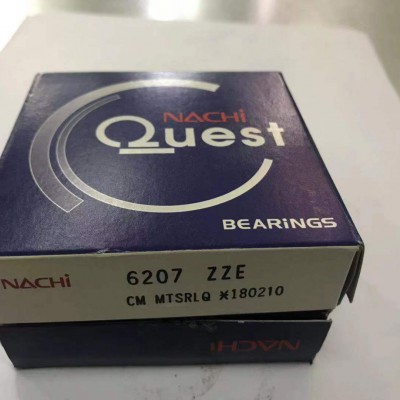 NACHi
Quest
BEARiNGS
NACHi 6207 ZZE
CM MTSRLQ ※180210
NACHi